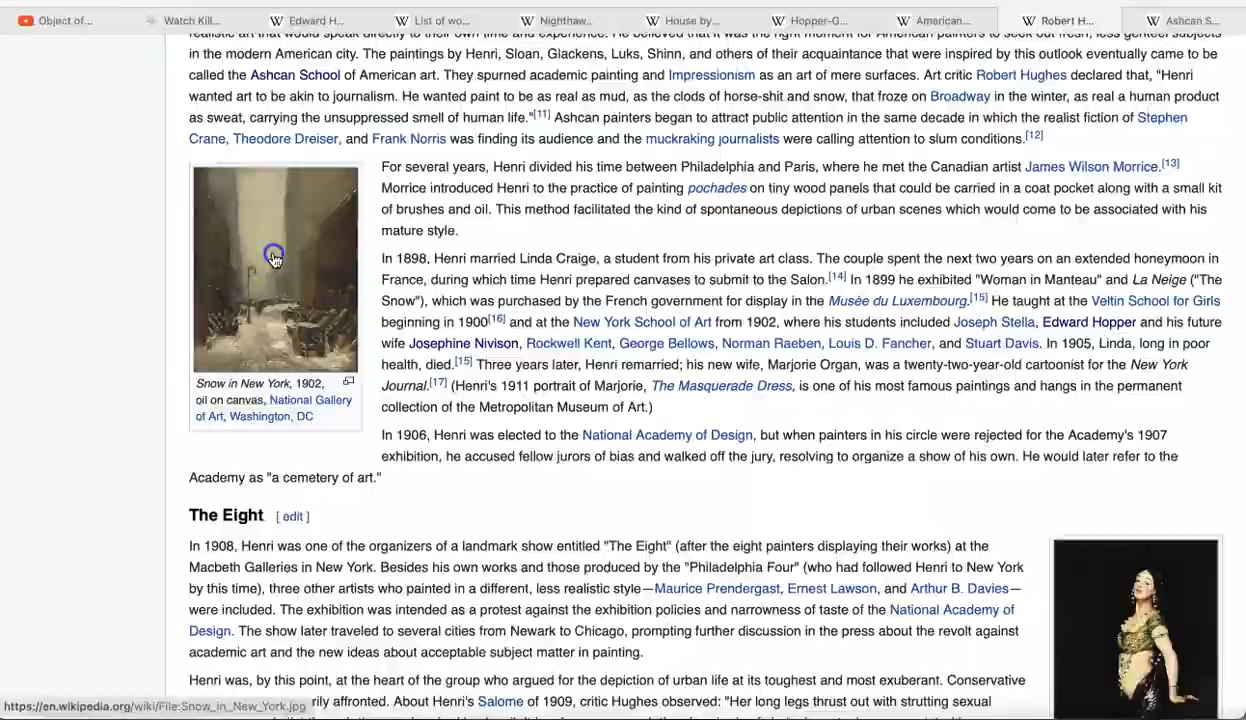 Object of...
Watch Kill...
Edward H...
List of wo...
Nighthaw...
House by...
Hopper-G...
American...
Robert H...
Ashcan S...
realistic art that would speak directly to their own time and experience. He believed that it was the right moment for American painters to seek out fresh, less genteel subjects
in the modern American city. The paintings by Henri, Sloan, Glackens, Luks, Shinn, and others of their acquaintance that were inspired by this outlook eventually came to be
called the Ashcan School of American art. They spurned academic painting and Impressionism as an art of mere surfaces. Art critic Robert Hughes declared that, "Henri
wanted art to be akin to journalism. He wanted paint to be as real as mud, as the clods of horse-shit and snow, that froze on Broadway in the winter, as real a human product
as sweat, carrying the unsuppressed smell of human life."[11] Ashcan painters began to attract public attention in the same decade in which the realist fiction of Stephen
Crane, Theodore Dreiser, and Frank Norris was finding its audience and the muckraking journalists were calling attention to slum conditions.[12]
For several years, Henri divided his time between Philadelphia and Paris, where he met the Canadian artist James Wilson Morrice.[13]
Morrice introduced Henri to the practice of painting pochades on tiny wood panels that could be carried in a coat pocket along with a small kit
of brushes and oil. This method facilitated the kind of spontaneous depictions of urban scenes which would come to be associated with his
mature style.
In 1898, Henri married Linda Craige, a student from his private art class. The couple spent the next two years on an extended honeymoon in
France, during which time Henri prepared canvases to submit to the Salon.[14] In 1899 he exhibited "Woman in Manteau" and La Neige ("The
Snow"), which was purchased by the French government for display in the Musée du Luxembourg.[15] He taught at the Veltin School for Girls
beginning in 1900[16] and at the New York School of Art from 1902, where his students included Joseph Stella, Edward Hopper and his future
wife Josephine Nivison, Rockwell Kent, George Bellows, Norman Raeben, Louis D. Fancher, and Stuart Davis. In 1905, Linda, long in poor
health, died.[15] Three years later, Henri remarried; his new wife, Marjorie Organ, was a twenty-two-year-old cartoonist for the New York
Journal.[17] (Henri's 1911 portrait of Marjorie, The Masquerade Dress, is one of his most famous paintings and hangs in the permanent
collection of the Metropolitan Museum of Art.)
Snow in New York, 1902,
oil on canvas, National Gallery
of Art, Washington, DC
In 1906, Henri was elected to the National Academy of Design, but when painters in his circle were rejected for the Academy's 1907
exhibition, he accused fellow jurors of bias and walked off the jury, resolving to organize a show of his own. He would later refer to the
Academy as "a cemetery of art."
The Eight [ edit ]
In 1908, Henri was one of the organizers of a landmark show entitled "The Eight" (after the eight painters displaying their works) at the
Macbeth Galleries in New York. Besides his own works and those produced by the "Philadelphia Four" (who had followed Henri to New York
by this time), three other artists who painted in a different, less realistic style—Maurice Prendergast, Ernest Lawson, and Arthur B. Davies—
were included. The exhibition was intended as a protest against the exhibition policies and narrowness of taste of the National Academy of
Design. The show later traveled to several cities from Newark to Chicago, prompting further discussion in the press about the revolt against
academic art and the new ideas about acceptable subject matter in painting.
Henri was, by this point, at the heart of the group who argued for the depiction of urban life at its toughest and most exuberant. Conservative
rily affronted. About Henri's Salome of 1909, critic Hughes observed: "Her long legs thrust out with strutting sexual
https://en.wikipedia.org/wiki/File:Snow_in_New_York.jpg